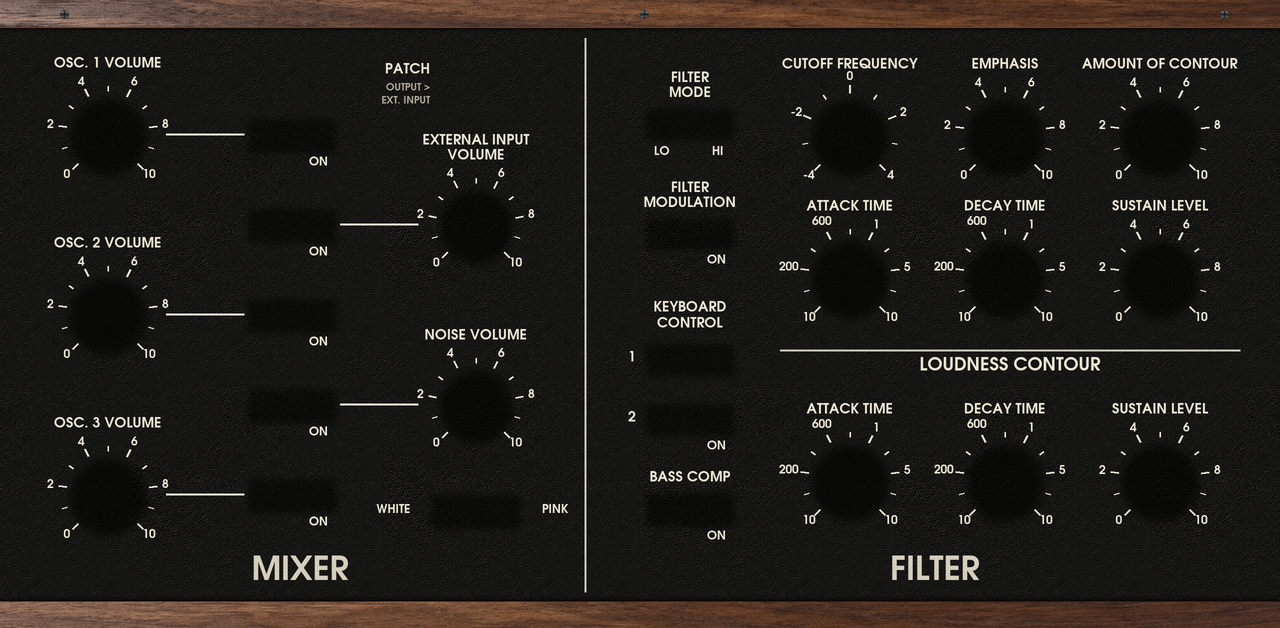 OSC. 1 VOLUME
4 6
2 8
0 10
ON
PATCH
OUTPUT >
EXT. INPUT
EXTERNAL INPUT
VOLUME
4 6
2 8
0 10
ON
OSC. 2 VOLUME
4 6
2 8
0 10
ON
NOISE VOLUME
4 6
2 8
0 10
ON
OSC. 3 VOLUME
4 6
2 8
0 10
ON
WHITE PINK
MIXER
FILTER
MODE
LO HI
FILTER
MODULATION
ON
KEYBOARD
CONTROL
1
2
ON
BASS COMP
ON
CUTOFF FREQUENCY
0
-2 2
-4 4
EMPHASIS
4 6
2 8
0 10
AMOUNT OF CONTOUR
4 6
2 8
0 10
ATTACK TIME
600 1
200 5
10 10
DECAY TIME
600 1
200 5
10 10
SUSTAIN LEVEL
4 6
2 8
0 10
LOUDNESS CONTOUR
ATTACK TIME
600 1
200 5
10 10
DECAY TIME
600 1
200 5
10 10
SUSTAIN LEVEL
4 6
2 8
0 10
FILTER